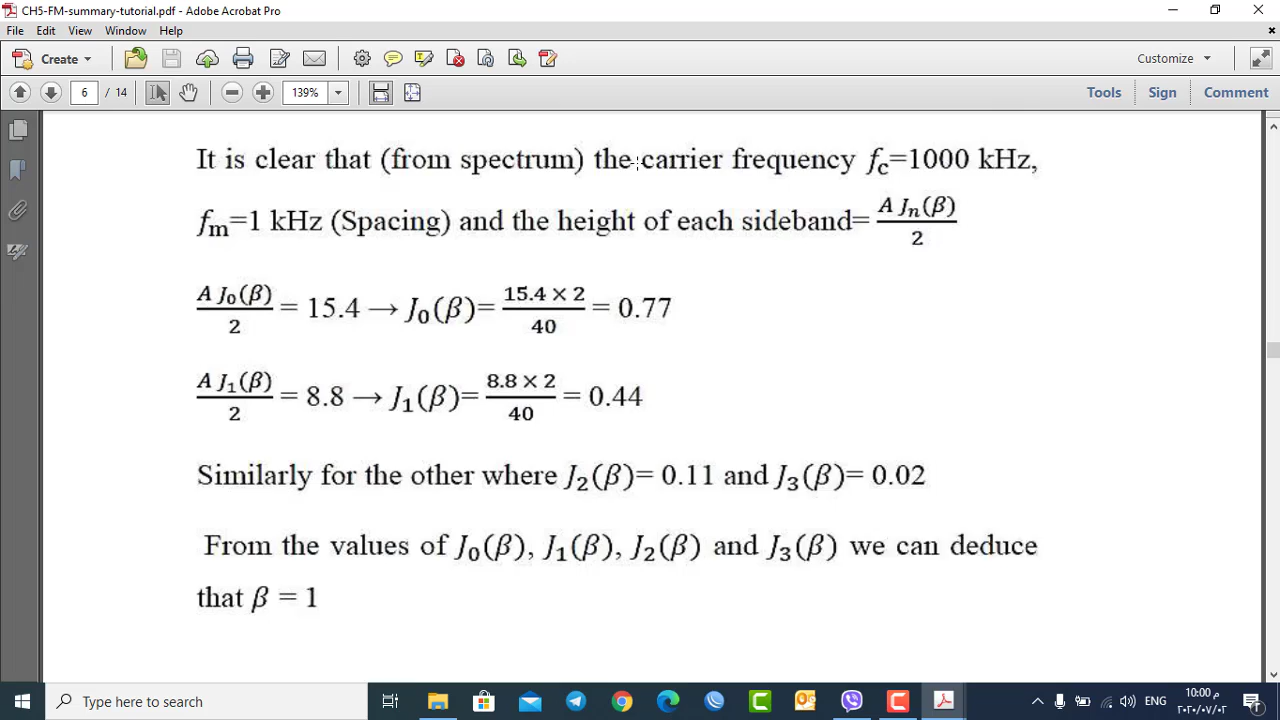 CH5-FM-summary-tutorial.pdf - Adobe Acrobat Pro
File Edit View Window Help
Create Customize
6 / 14 139% Tools Sign Comment
It is clear that (from spectrum) the carrier frequency f_c=1000 kHz,
f_m=1 kHz (Spacing) and the height of each sideband= A J_n(β) / 2
A J_0(β) / 2 = 15.4 → J_0(β)= 15.4 × 2 / 40 = 0.77
A J_1(β) / 2 = 8.8 → J_1(β)= 8.8 × 2 / 40 = 0.44
Similarly for the other where J_2(β)= 0.11 and J_3(β)= 0.02
From the values of J_0(β), J_1(β), J_2(β) and J_3(β) we can deduce
that β = 1
Type here to search ENG 10:00 م
٢٠٢٠/٠٧/٠٢